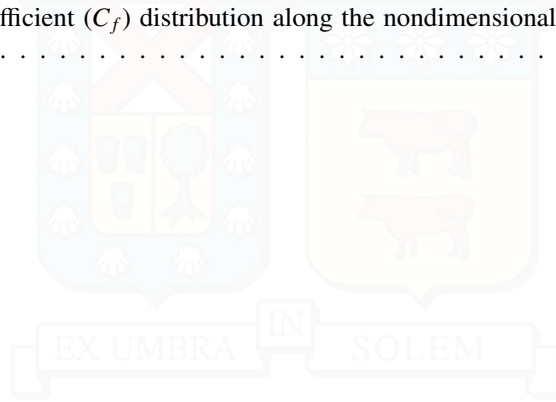 fficient (C_f) distribution along the nondimensional
. . . . . . . . . . . . . . . . . . . . . . . . . . . .
IN
EX UMBRA SOLEM